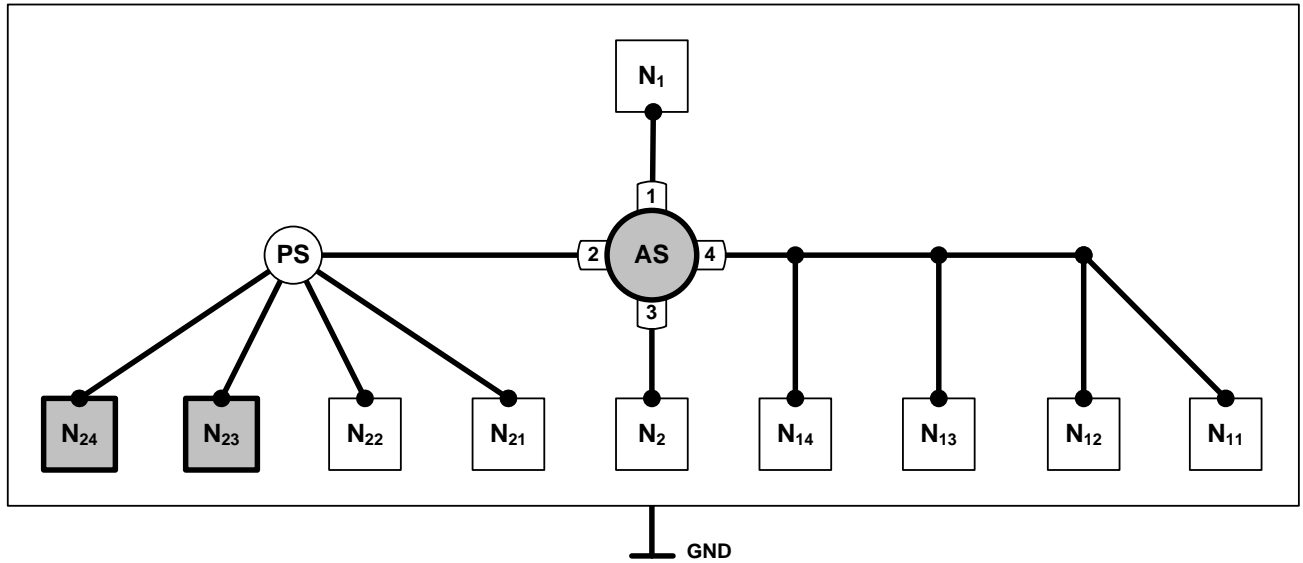 N₁
1
PS
2
AS
4
3
N₂₄
N₂₃
N₂₂
N₂₁
N₂
N₁₄
N₁₃
N₁₂
N₁₁
GND